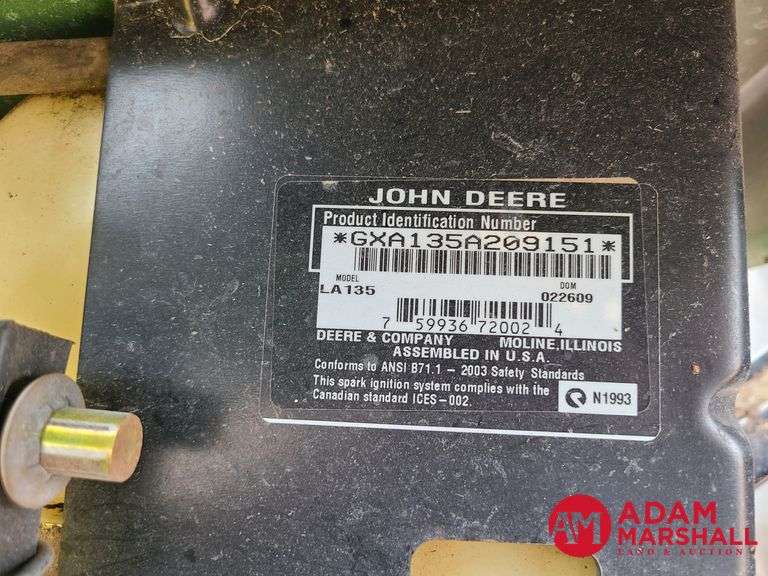 JOHN DEERE
Product Identification Number
*GXA135A209151*
MODEL DOM
LA135 022609
7 59936 72002 4
DEERE & COMPANY MOLINE, ILLINOIS
ASSEMBLED IN U.S.A.
Conforms to ANSI B71.1 - 2003 Safety Standards
This spark ignition system complies with the
Canadian standard ICES-002.
N1993
AM ADAM
MARSHALL
LAND & AUCTION